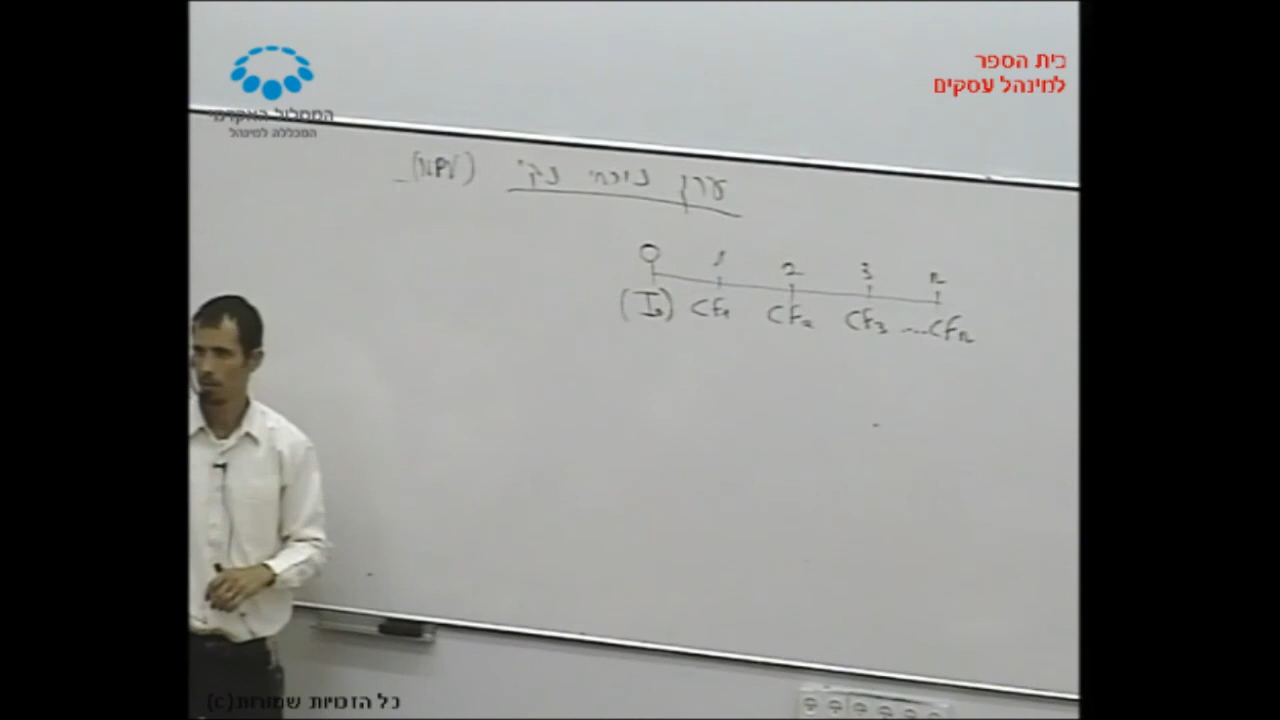 בית הספר
למינהל עסקים
המסלול האקדמי
המכללה למינהל
ערך נוכחי נקי (NPV)
0 1 2 3 n
(I₀) CF₁ CF₂ CF₃ ...CFn
כל הזכויות שמורות(c)